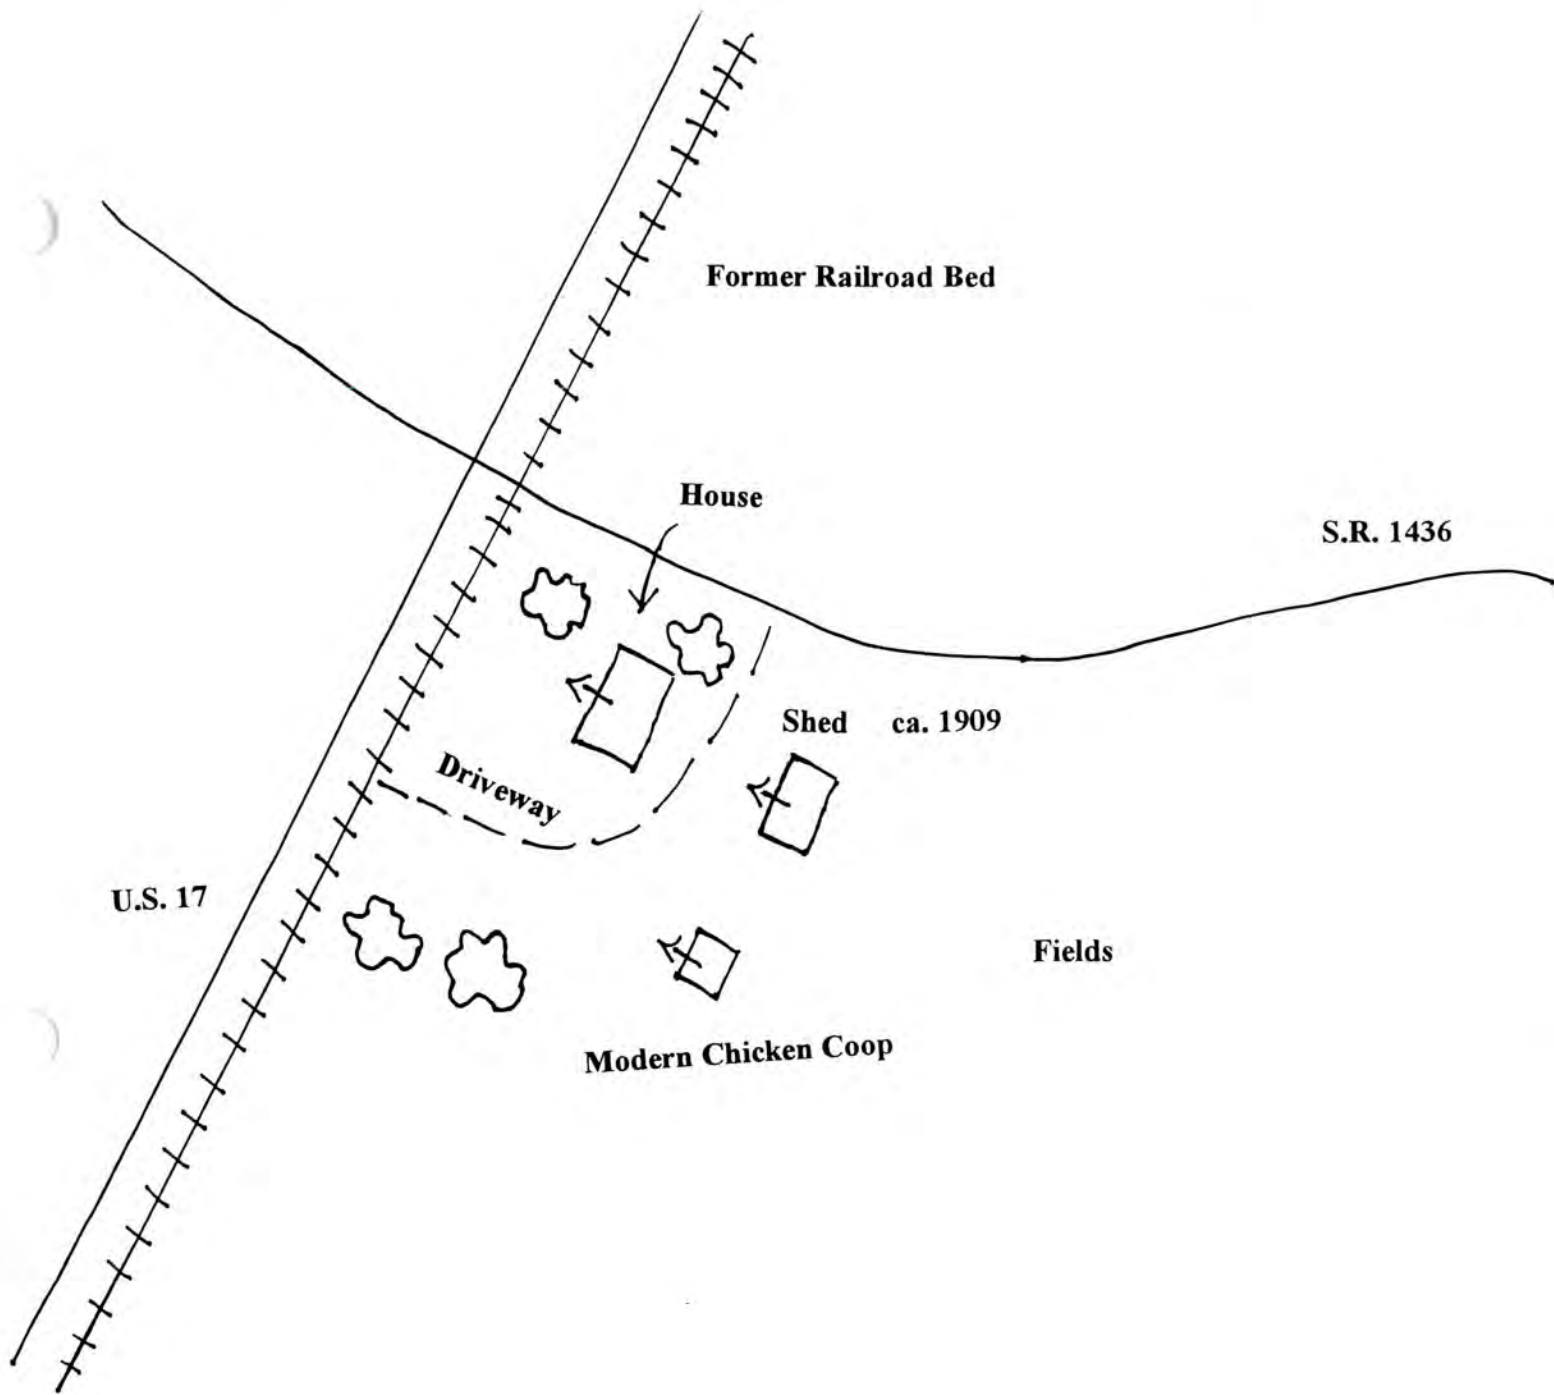 Former Railroad Bed
House
S.R. 1436
Shed ca. 1909
Driveway
U.S. 17
Fields
Modern Chicken Coop